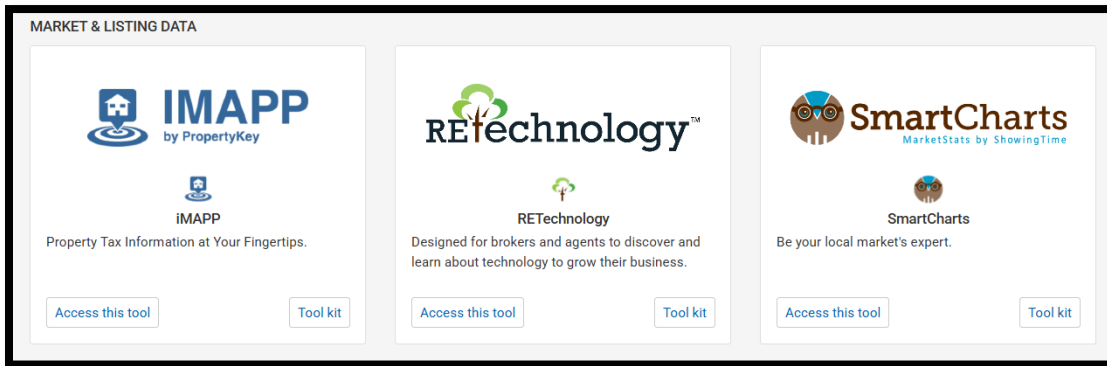 MARKET & LISTING DATA
IMAPP
by PropertyKey
iMAPP
Property Tax Information at Your Fingertips.
Access this tool
Tool kit
REtechnology™
RETechnology
Designed for brokers and agents to discover and
learn about technology to grow their business.
Access this tool
Tool kit
SmartCharts
MarketStats by ShowingTime
SmartCharts
Be your local market's expert.
Access this tool
Tool kit